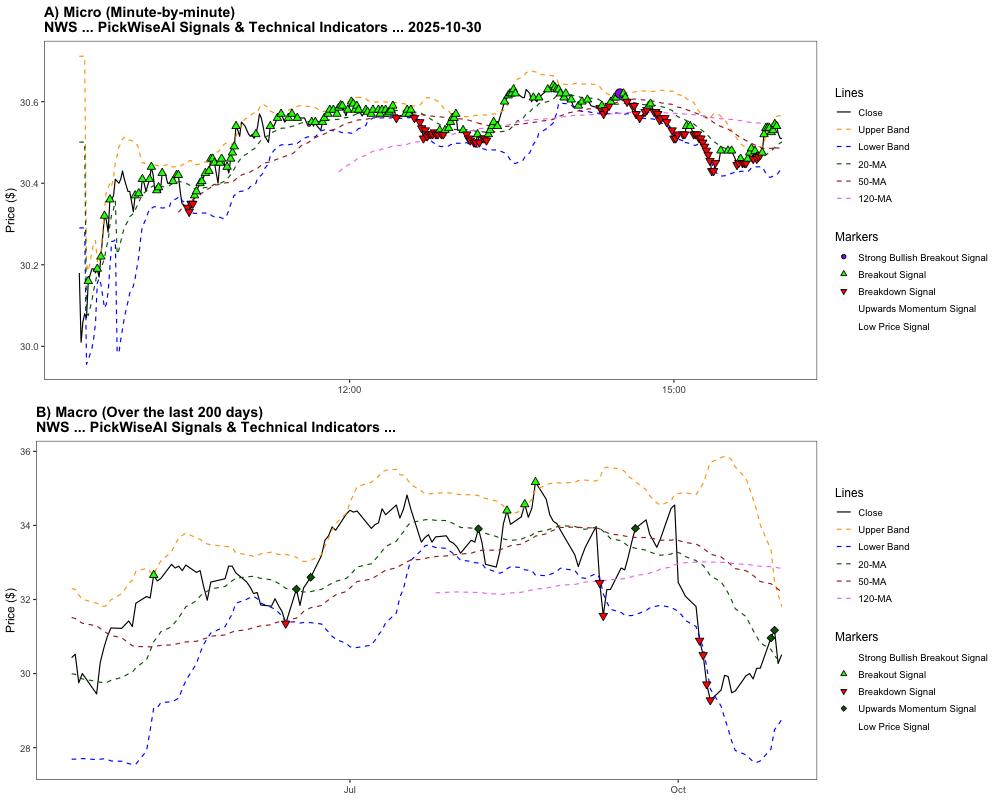 A) Micro (Minute-by-minute)
NWS ... PickWiseAI Signals & Technical Indicators ... 2025-10-30
30.6
30.4
30.2
30.0
Price ($)
12:00
15:00
Lines
Close
Upper Band
Lower Band
20-MA
50-MA
120-MA
Markers
Strong Bullish Breakout Signal
Breakout Signal
Breakdown Signal
Upwards Momentum Signal
Low Price Signal
B) Macro (Over the last 200 days)
NWS ... PickWiseAI Signals & Technical Indicators ...
36
34
32
30
28
Price ($)
Jul
Oct
Lines
Close
Upper Band
Lower Band
20-MA
50-MA
120-MA
Markers
Strong Bullish Breakout Signal
Breakout Signal
Breakdown Signal
Upwards Momentum Signal
Low Price Signal